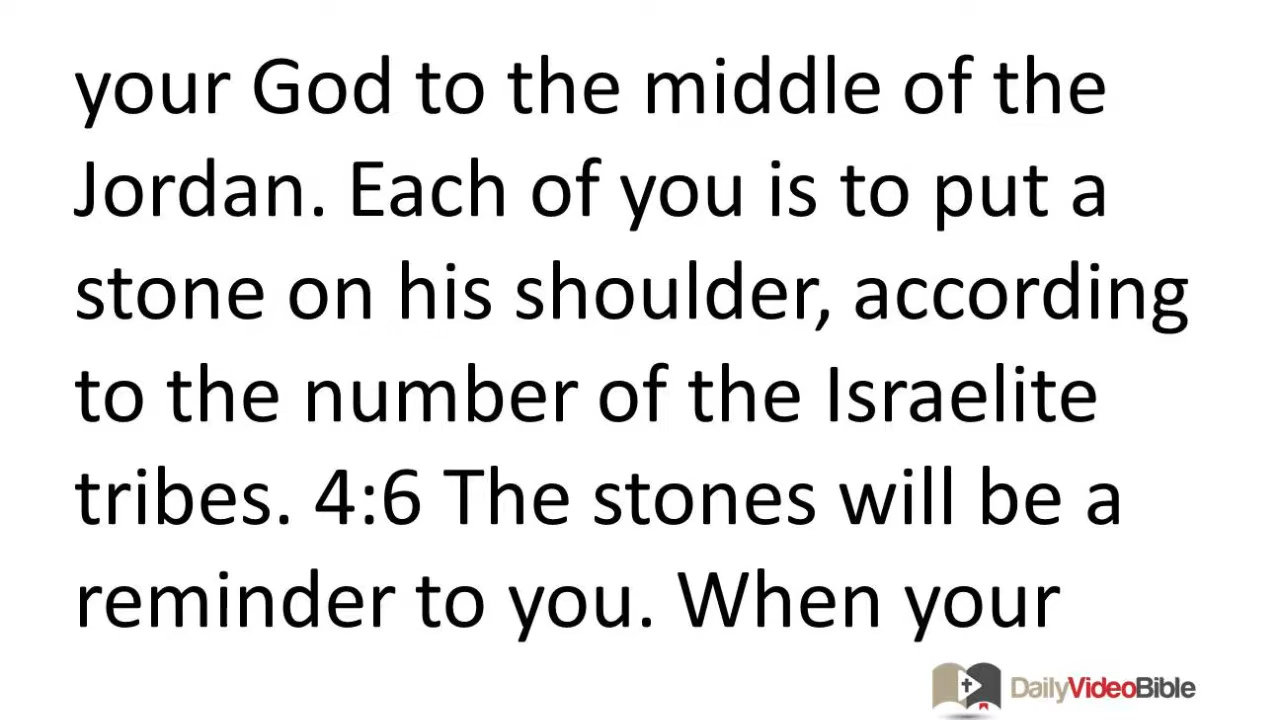 your God to the middle of the
Jordan. Each of you is to put a
stone on his shoulder, according
to the number of the Israelite
tribes. 4:6 The stones will be a
reminder to you. When your
DailyVideoBible